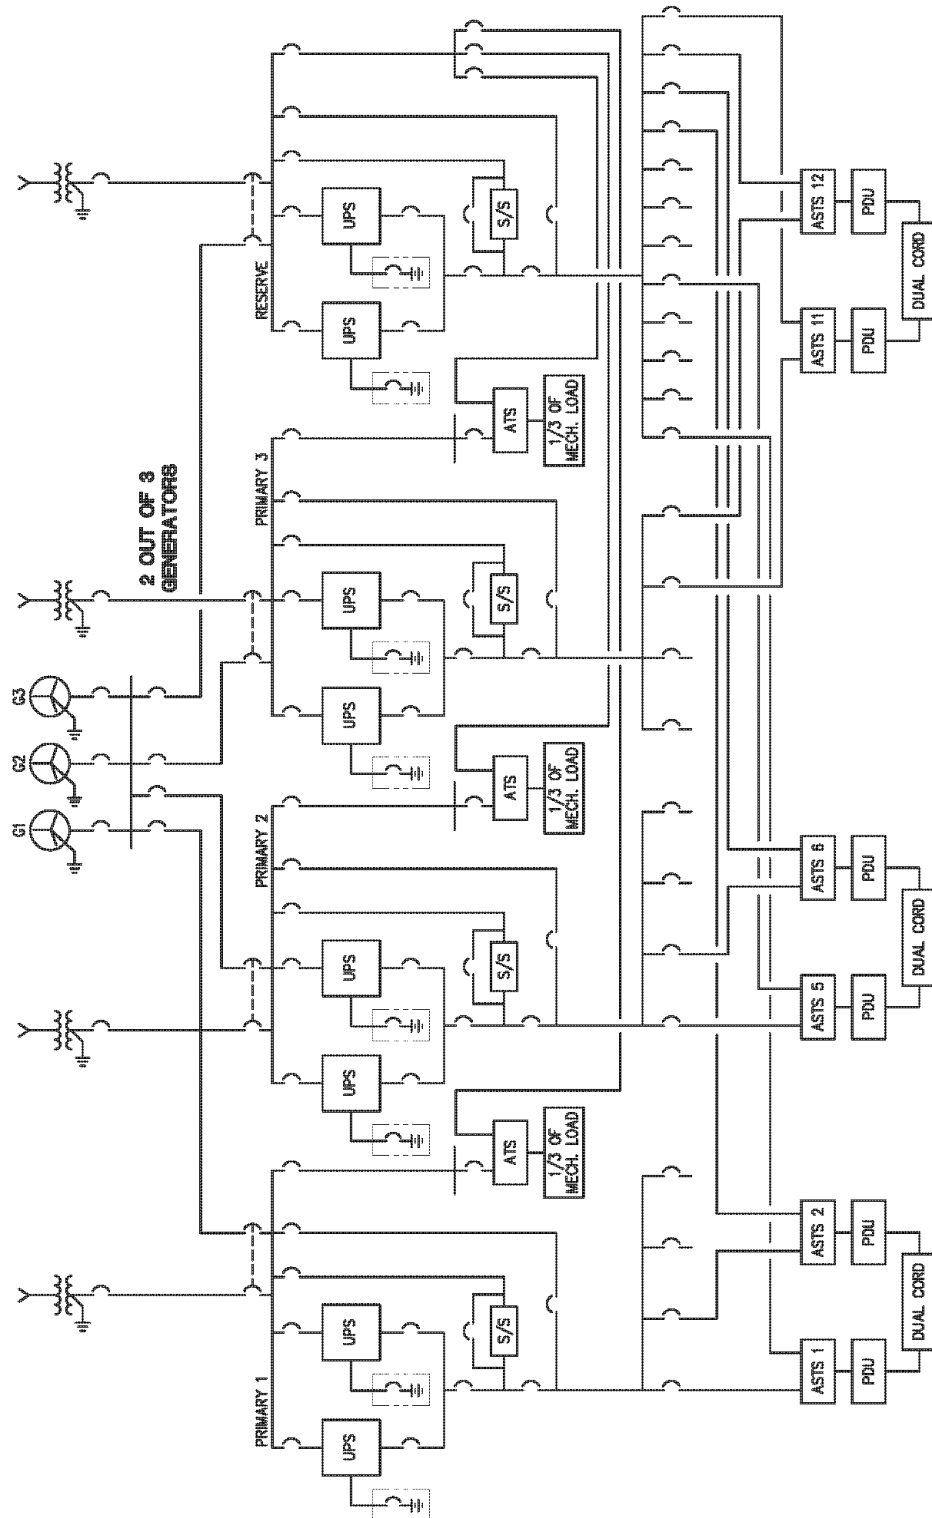 G1
G2
G3
2 OUT OF 3
GENERATORS
PRIMARY 1
PRIMARY 2
PRIMARY 3
RESERVE
UPS
UPS
UPS
UPS
UPS
UPS
UPS
UPS
S/S
S/S
S/S
S/S
ATS
ATS
ATS
1/3 OF
MECH. LOAD
1/3 OF
MECH. LOAD
1/3 OF
MECH. LOAD
ASTS 1
ASTS 2
ASTS 5
ASTS 6
ASTS 11
ASTS 12
PDU
PDU
PDU
PDU
PDU
PDU
DUAL CORD
DUAL CORD
DUAL CORD